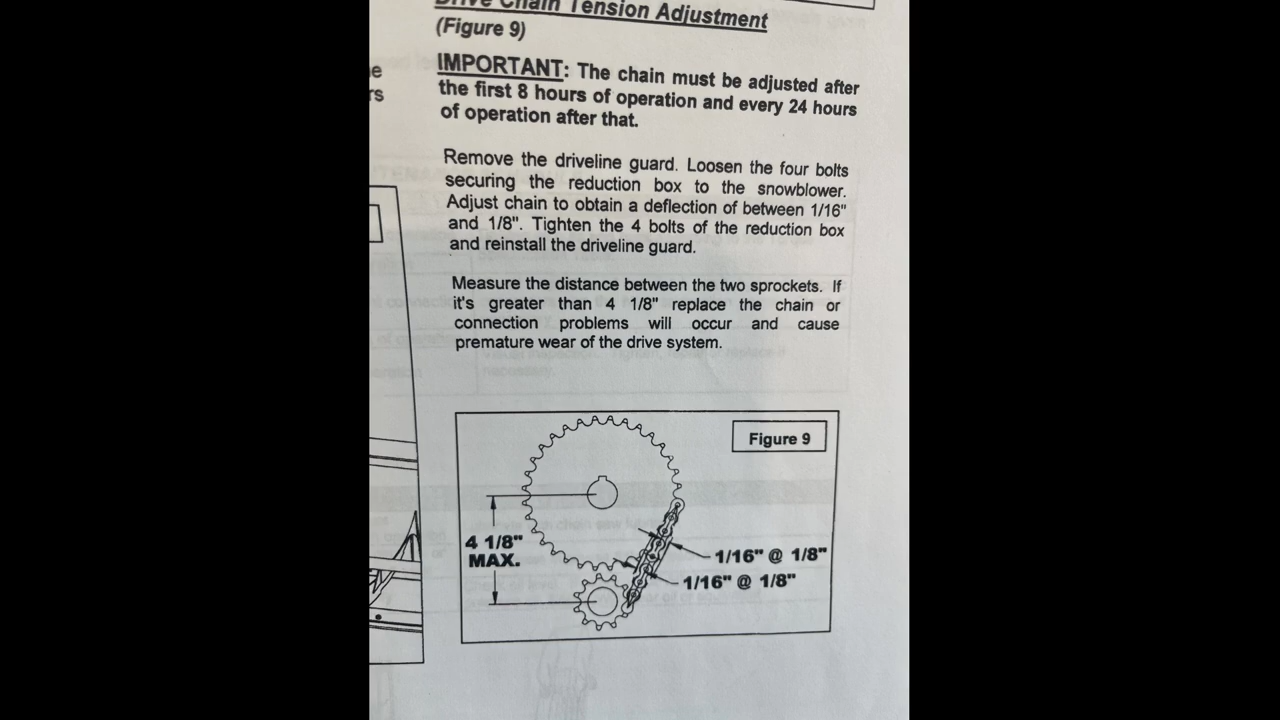 Drive Chain Tension Adjustment
(Figure 9)
IMPORTANT: The chain must be adjusted after
the first 8 hours of operation and every 24 hours
of operation after that.
Remove the driveline guard. Loosen the four bolts
securing the reduction box to the snowblower.
Adjust chain to obtain a deflection of between 1/16"
and 1/8". Tighten the 4 bolts of the reduction box
and reinstall the driveline guard.
Measure the distance between the two sprockets. If
it's greater than 4 1/8" replace the chain or
connection problems will occur and cause
premature wear of the drive system.
Figure 9
4 1/8"
MAX.
1/16" @ 1/8"
1/16" @ 1/8"